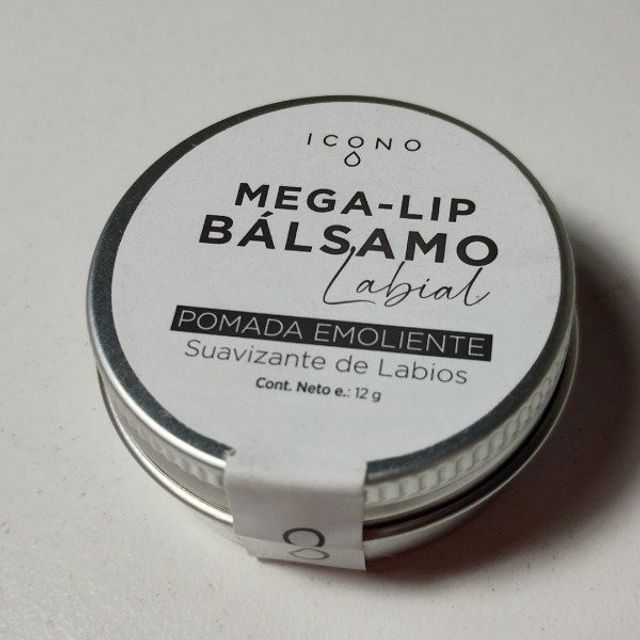 ICONO
MEGA-LIP
BÁLSAMO
Labial
POMADA EMOLIENTE
Suavizante de Labios
Cont. Neto e.: 12 g